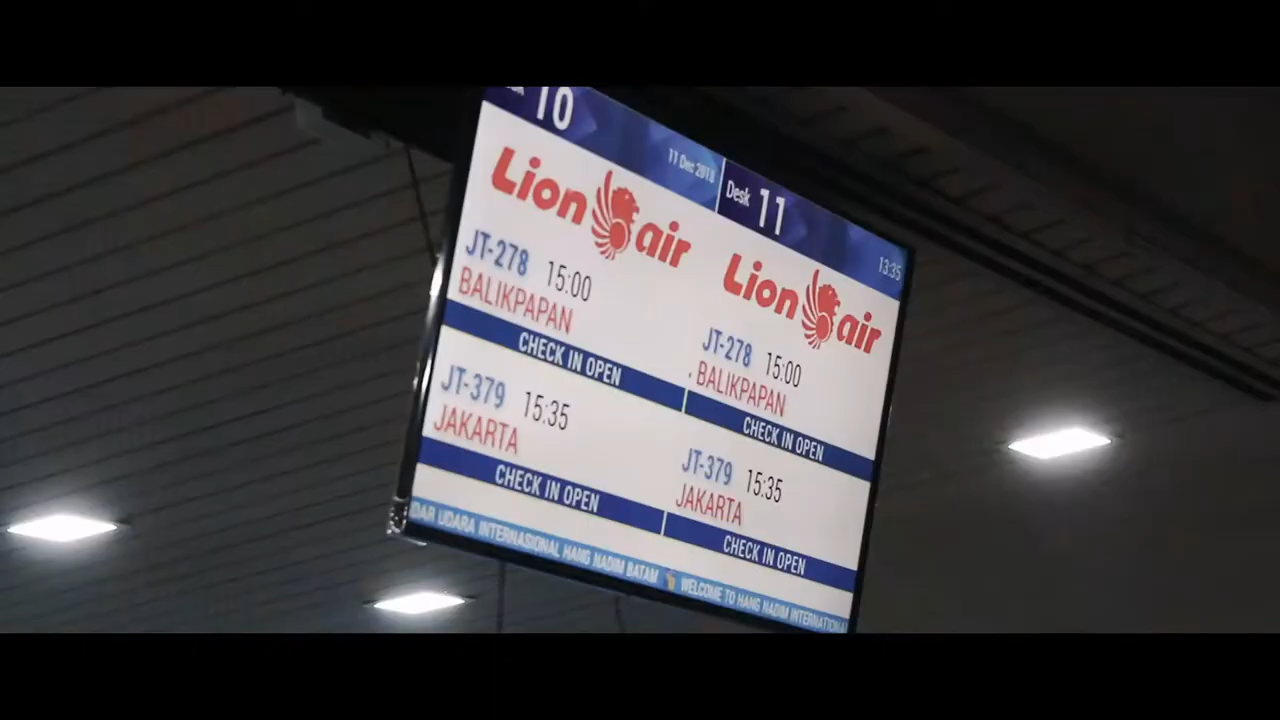 10
11 Dec 2018
Lion air
JT-278 15:00
BALIKPAPAN
CHECK IN OPEN
JT-379 15:35
JAKARTA
CHECK IN OPEN
Desk 11
13:35
Lion air
JT-278 15:00
BALIKPAPAN
CHECK IN OPEN
JT-379 15:35
JAKARTA
CHECK IN OPEN
DAR UDARA INTERNASIONAL HANG NADIM BATAM WELCOME TO HANG NADIM INTERNATIONAL